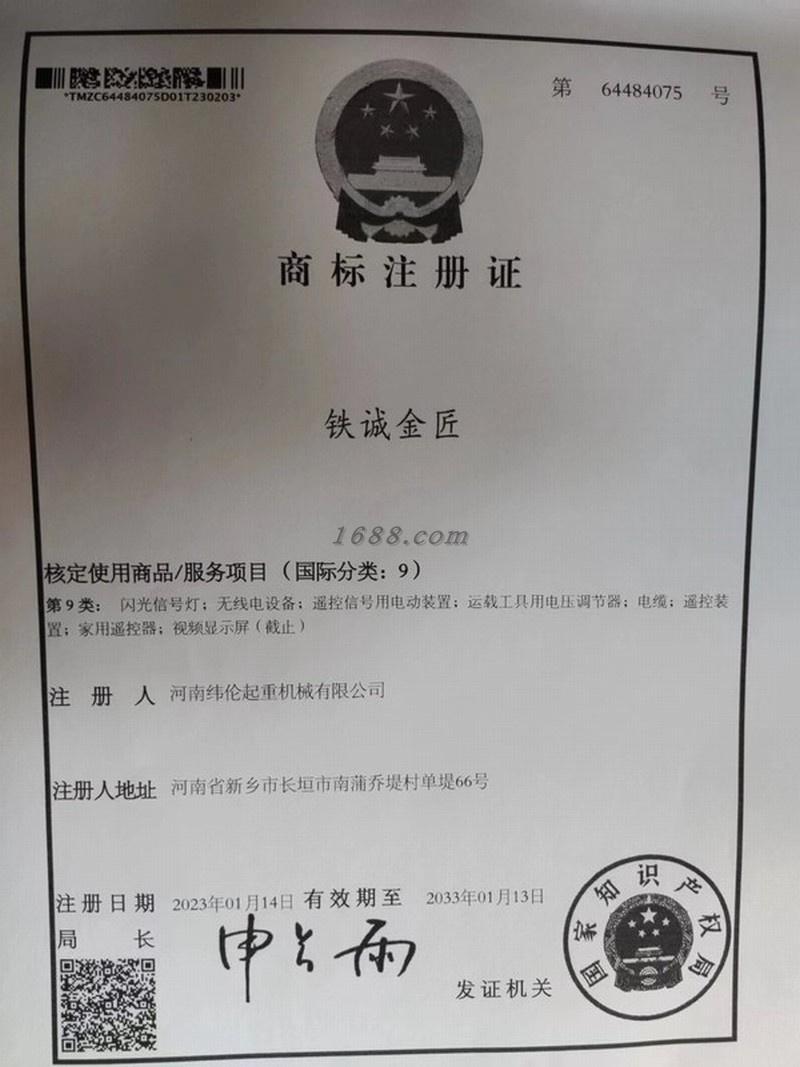 *TMZC64484075D01T230203*
第 64484075 号
商标注册证
铁诚金匠
1688.com
核定使用商品/服务项目（国际分类：9）
第9类： 闪光信号灯；无线电设备；遥控信号用电动装置；运载工具用电压调节器；电缆；遥控装
置；家用遥控器；视频显示屏（截止）
注册人 河南纬伦起重机械有限公司
注册人地址 河南省新乡市长垣市南蒲乔堤村单堤66号
注册日期 2023年01月14日 有效期至 2033年01月13日
局长 申长雨
发证机关
国家知识产权局